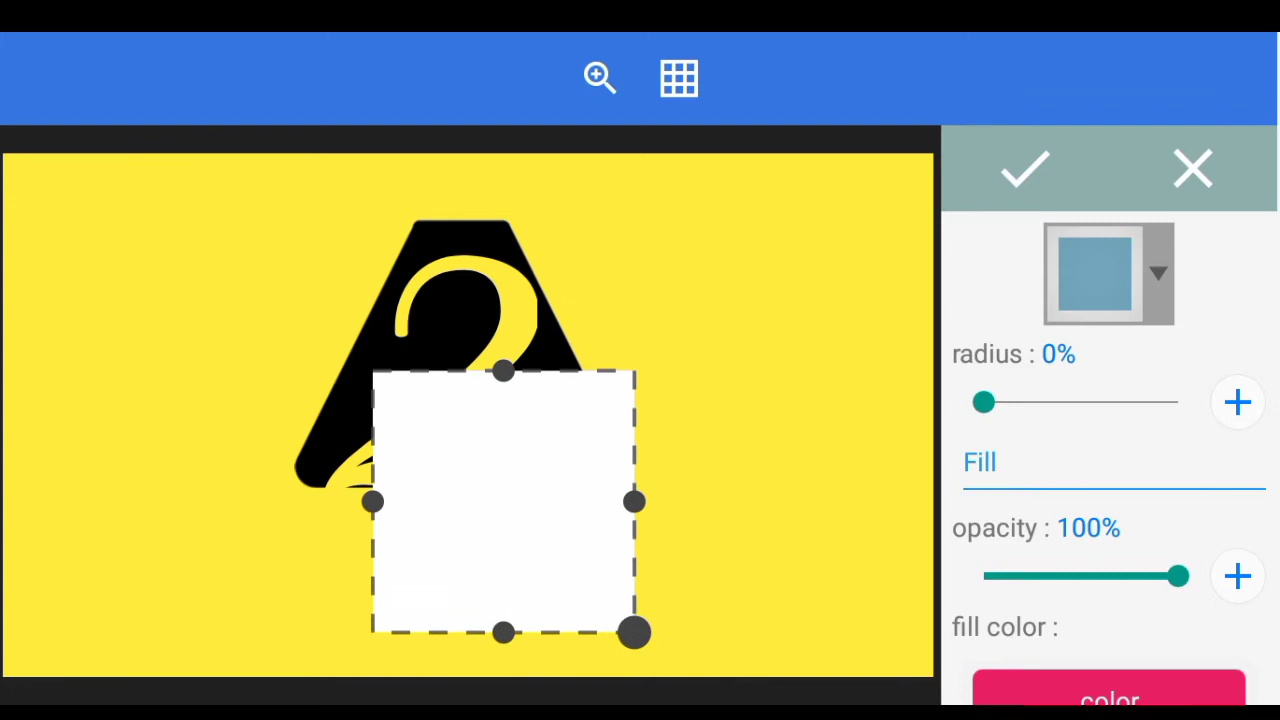 radius : 0%
Fill
opacity : 100%
fill color :
color